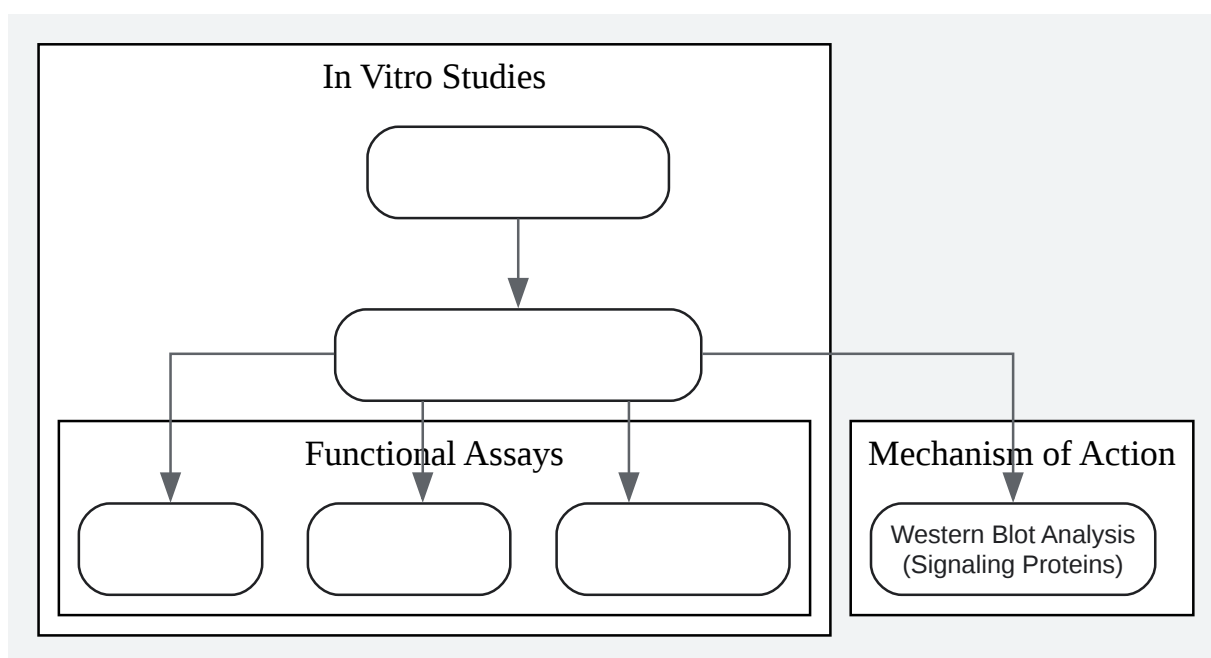 In Vitro Studies
Functional Assays
Mechanism of Action
Western Blot Analysis
(Signaling Proteins)